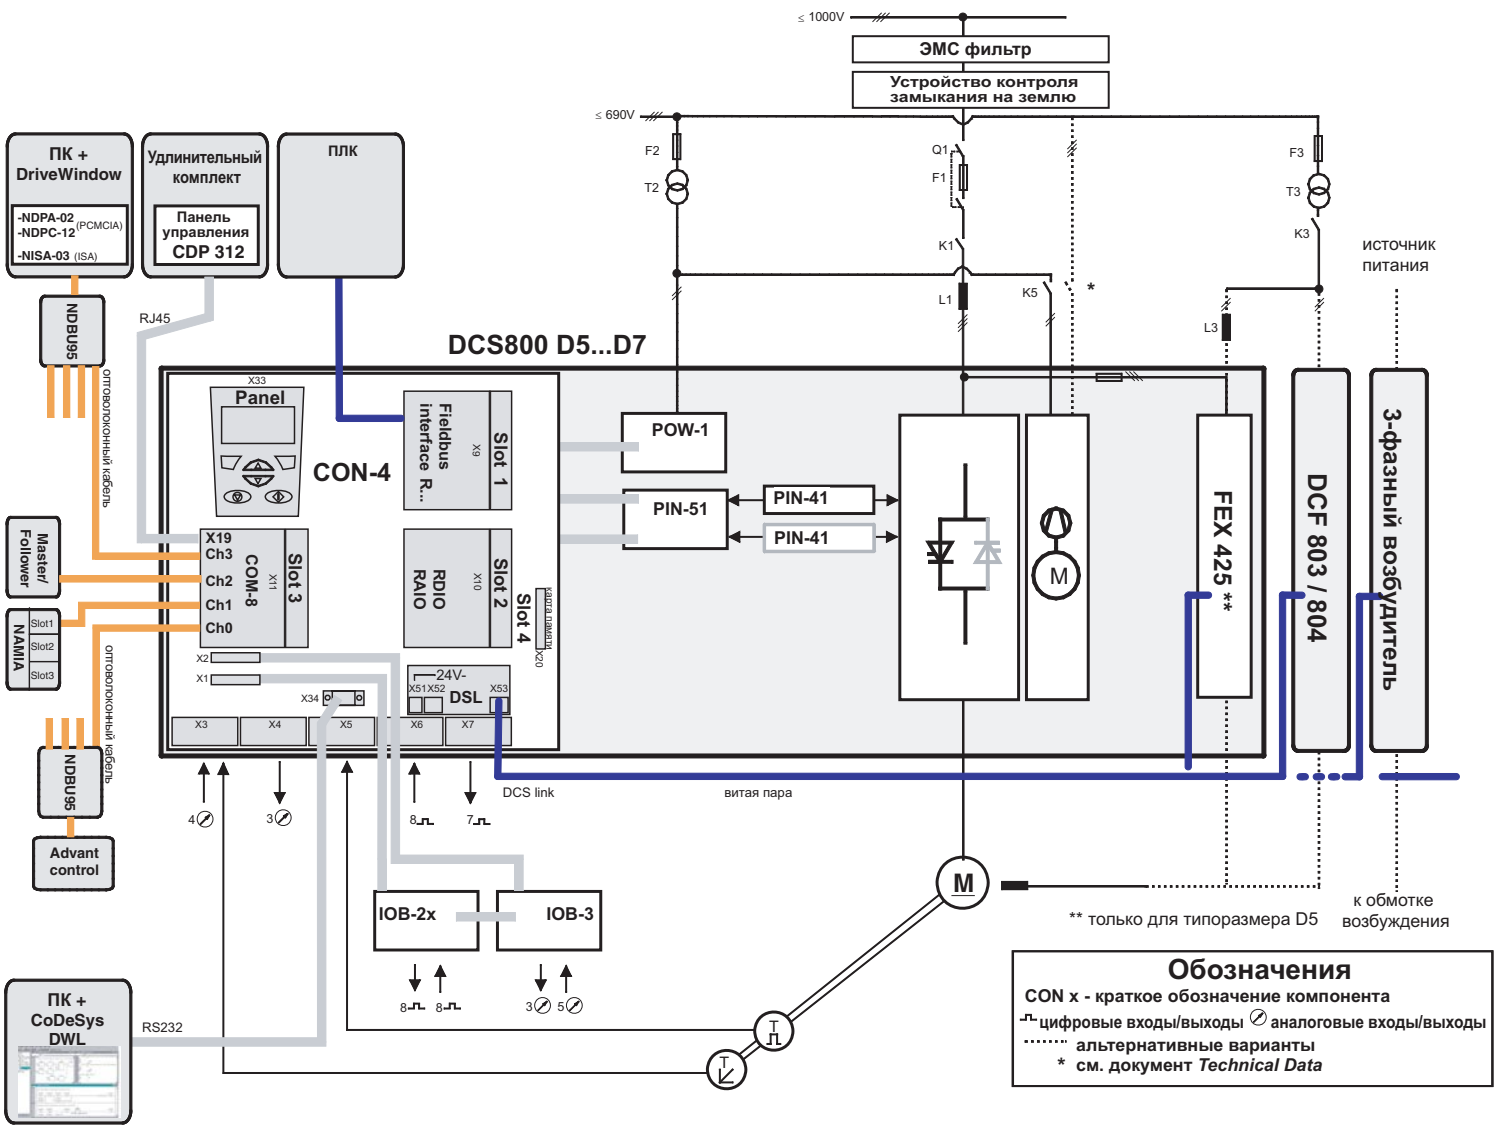 ≤ 1000V
ЭМС фильтр
Устройство контроля
замыкания на землю
≤ 690V
F2
T2
Q1
F1
K1
L1
K5
*
F3
T3
K3
L3
источник
питания
ПК +
DriveWindow
-NDPA-02
-NDPC-12 (PCMCIA)
-NISA-03 (ISA)
Удлинительный
комплект
Панель
управления
CDP 312
ПЛК
NDBU95
RJ45
оптоволоконный кабель
DCS800 D5...D7
X33
Panel
CON-4
Fieldbus
interface R...
X9
Slot 1
POW-1
PIN-51
PIN-41
PIN-41
M
FEX 425 **
DCF 803 / 804
3-фазный возбудитель
Master/
Follower
X19
Ch3
Ch2
Ch1
Ch0
COM-8
X11
Slot 3
RDIO
RAIO
X10
Slot 2
Slot 4
карта памяти
X20
NAMIA
Slot1
Slot2
Slot3
X2
X1
X34
24V-
X51
X52
DSL
X53
X3
X4
X5
X6
X7
оптоволоконный кабель
NDBU95
Advant
control
4
3
8
7
DCS link
витая пара
IOB-2x
IOB-3
8
8
3
5
M
T
T
** только для типоразмера D5
к обмотке
возбуждения
ПК +
CoDeSys
DWL
RS232
Обозначения
CON x - краткое обозначение компонента
цифровые входы/выходы
аналоговые входы/выходы
альтернативные варианты
* см. документ Technical Data